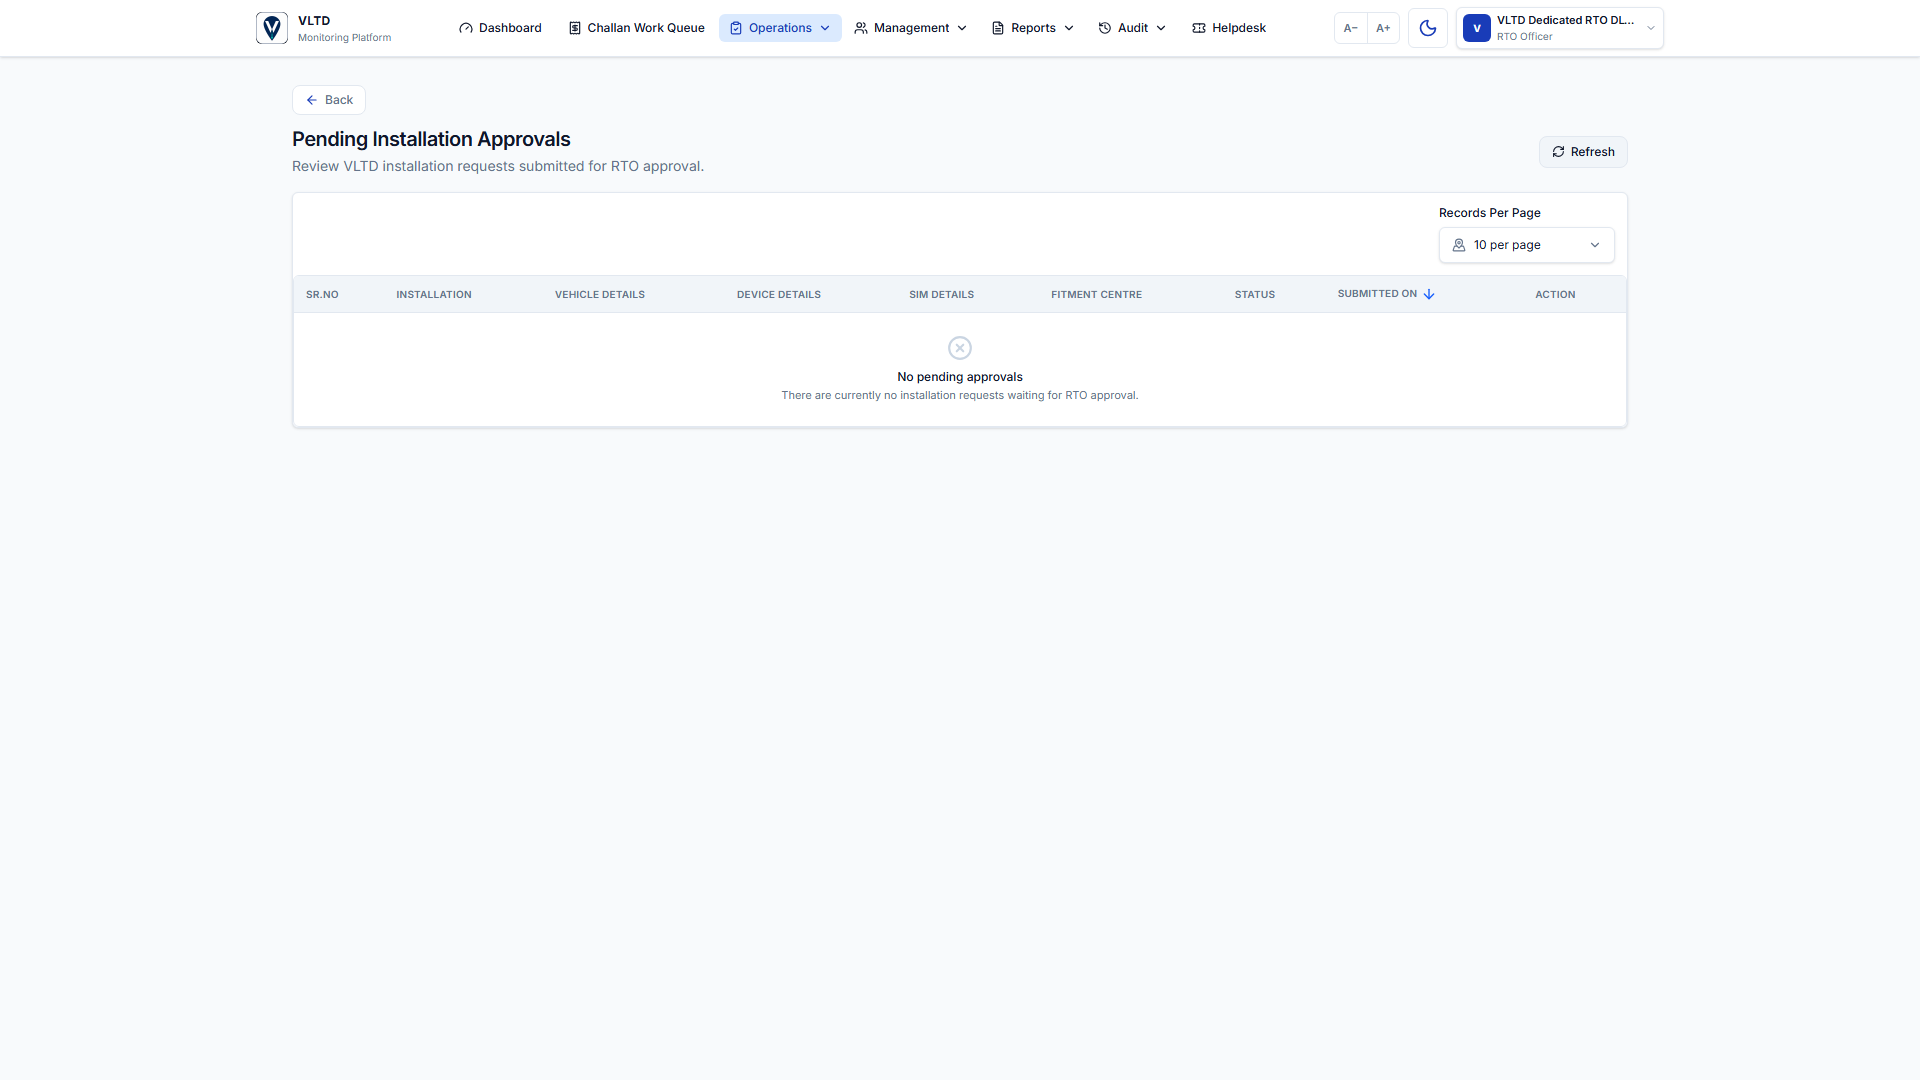 VLTD
Monitoring Platform
Dashboard
Challan Work Queue
Operations
Management
Reports
Audit
Helpdesk
A−
A+
V
VLTD Dedicated RTO DL...
RTO Officer
Back
Pending Installation Approvals
Review VLTD installation requests submitted for RTO approval.
Refresh
Records Per Page
10 per page
SR.NO INSTALLATION VEHICLE DETAILS DEVICE DETAILS SIM DETAILS FITMENT CENTRE STATUS SUBMITTED ON ACTION
No pending approvals
There are currently no installation requests waiting for RTO approval.